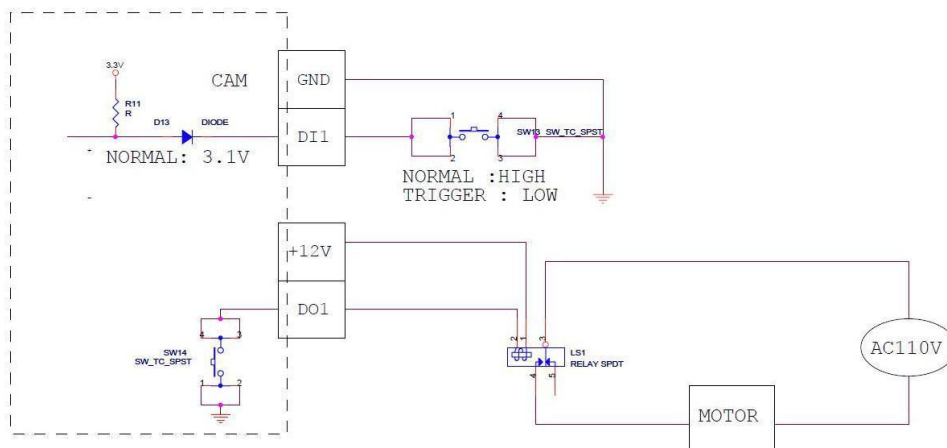 3.3V
CAM
R11
R
D13 DIODE
NORMAL: 3.1V
+
-
GND
DI1
1 4
SW13 SW_TC_SPST
2 3
NORMAL :HIGH
TRIGGER : LOW
+12V
DO1
4 3
SW14
SW_TC_SPST
1 2
2 1 3
LS1
RELAY SPDT
4 5
AC110V
MOTOR